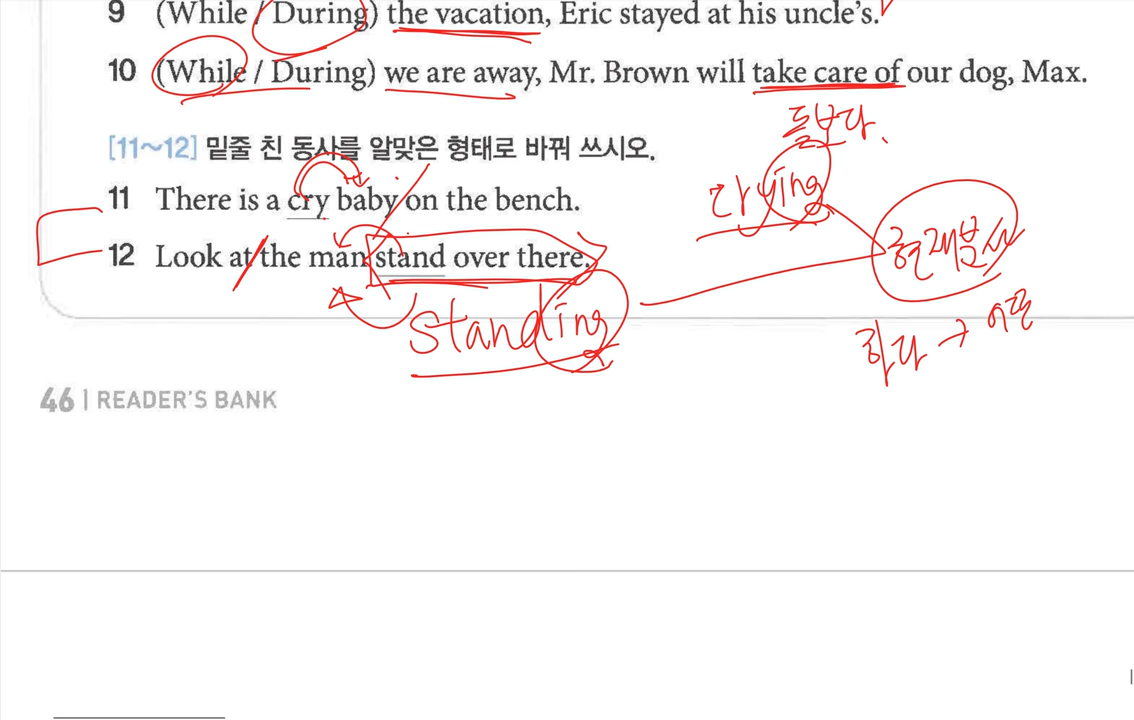 9 (While / During) the vacation, Eric stayed at his uncle's.
10 (While / During) we are away, Mr. Brown will take care of our dog, Max.
돌보다.
[11~12] 밑줄 친 동사를 알맞은 형태로 바꿔 쓰시오.
11 There is a cry baby on the bench.
crying
현재분사
12 Look at the man stand over there.
standing
하다 →
46 | READER'S BANK